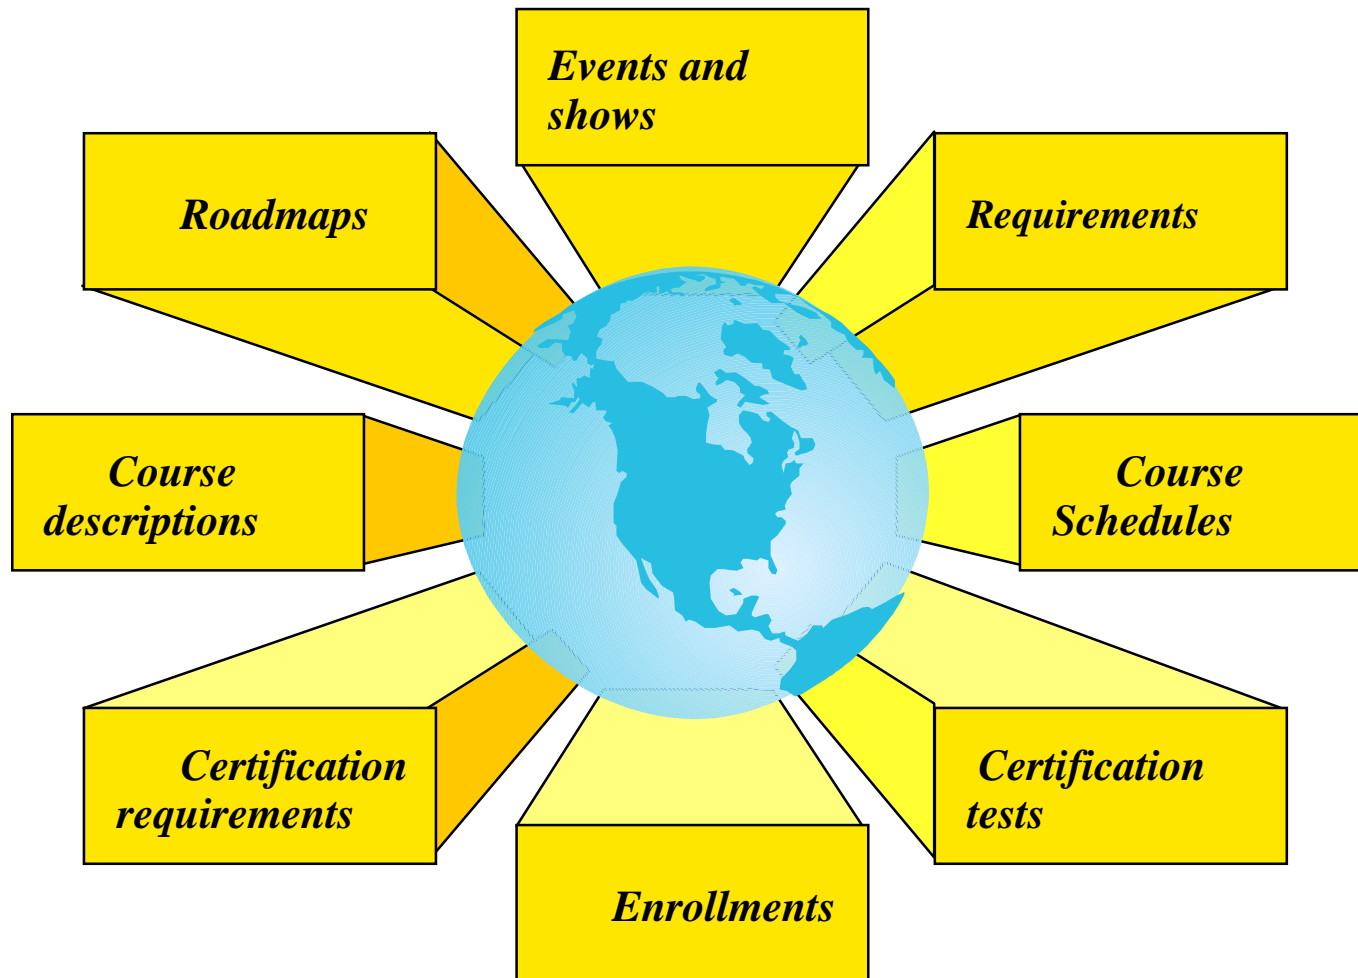 Events and
shows
Roadmaps
Requirements
Course
descriptions
Course
Schedules
Certification
requirements
Certification
tests
Enrollments